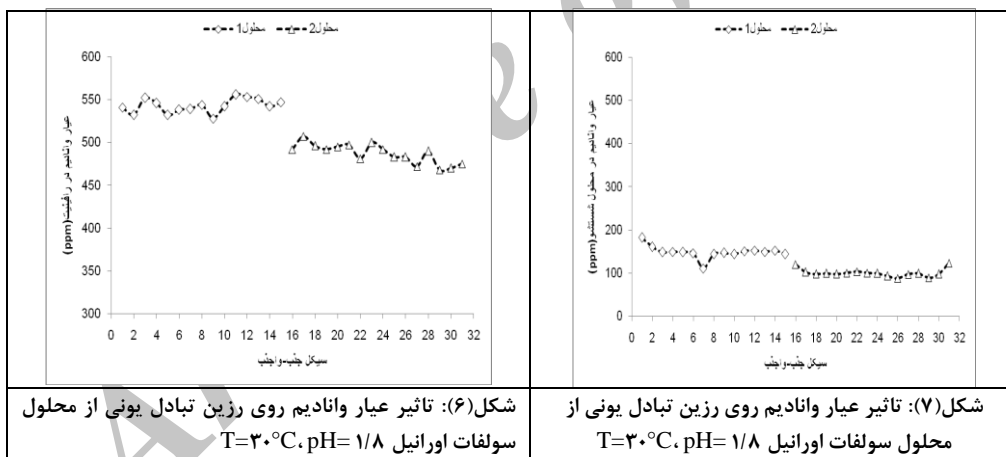 محلول1 محلول2
600
550
500
450
400
350
300
عیار وانادیم در رافینیت(ppm)
0 2 4 6 8 10 12 14 16 18 20 22 24 26 28 30 32
سیکل جذب-واجذب
محلول1 محلول2
600
500
400
300
200
100
0
عیار وانادیم در محلول شستشو(ppm)
0 2 4 6 8 10 12 14 16 18 20 22 24 26 28 30 32
سیکل جذب-واجذب
شکل(۶): تاثیر عیار وانادیم روی رزین تبادل یونی از محلول
سولفات اورانیل T=۳۰°C، pH= ۱/۸
شکل(۷): تاثیر عیار وانادیم روی رزین تبادل یونی از
محلول سولفات اورانیل T=۳۰°C، pH= ۱/۸